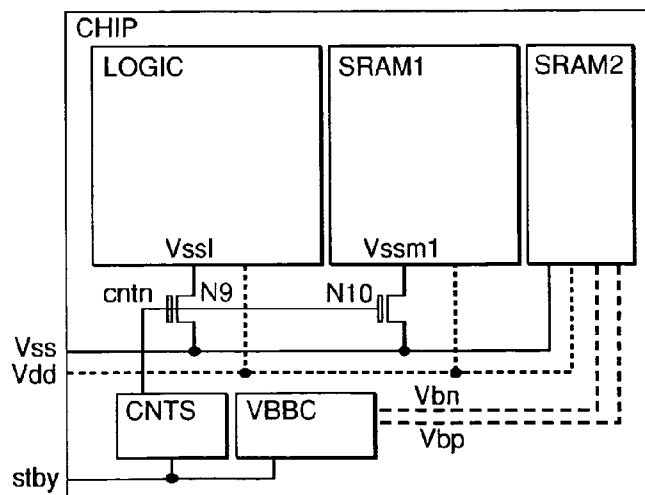 CHIP
LOGIC
SRAM1
SRAM2
Vssl
Vssm1
cntn
N9
N10
Vss
Vdd
CNTS
VBBC
Vbn
Vbp
stby